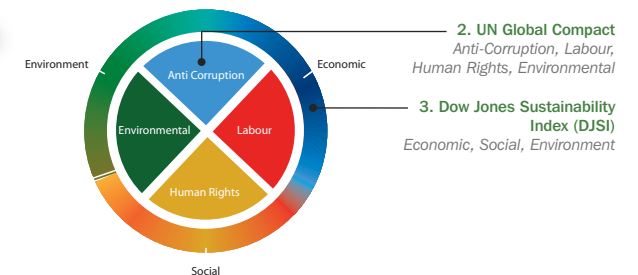 2. UN Global Compact
Anti-Corruption, Labour,
Human Rights, Environmental
Environment
Economic
Anti Corruption
3. Dow Jones Sustainability
Index (DJSI)
Economic, Social, Environment
Environmental
Labour
Human Rights
Social